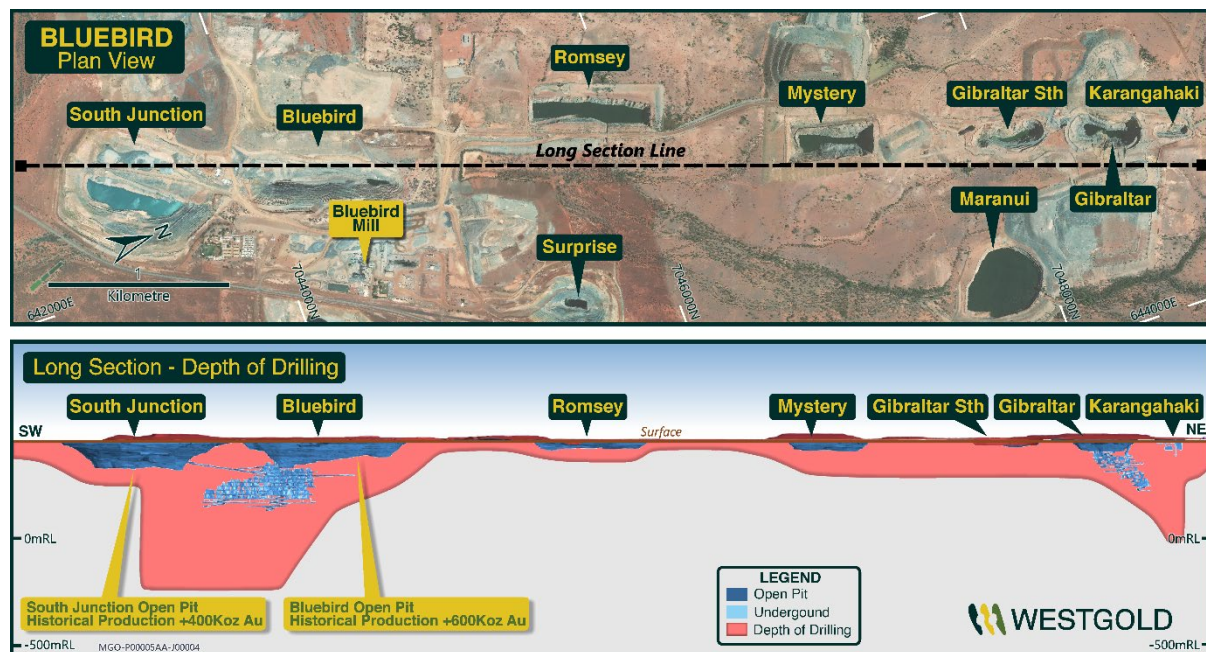 BLUEBIRD
Plan View
South Junction
Bluebird
Romsey
Mystery
Gibraltar Sth
Karangahaki
Long Section Line
Bluebird
Mill
Surprise
Maranui
Gibraltar
N
1
Kilometre
642000E
7044000N
7046000N
7048000N
644000E
Long Section - Depth of Drilling
South Junction
Bluebird
Romsey
Mystery
Gibraltar Sth
Gibraltar
Karangahaki
SW
Surface
NE
0mRL
0mRL
South Junction Open Pit
Historical Production +400Koz Au
Bluebird Open Pit
Historical Production +600Koz Au
LEGEND
Open Pit
Undergound
Depth of Drilling
WESTGOLD
-500mRL
MGO-P00005AA-J00004
-500mRL